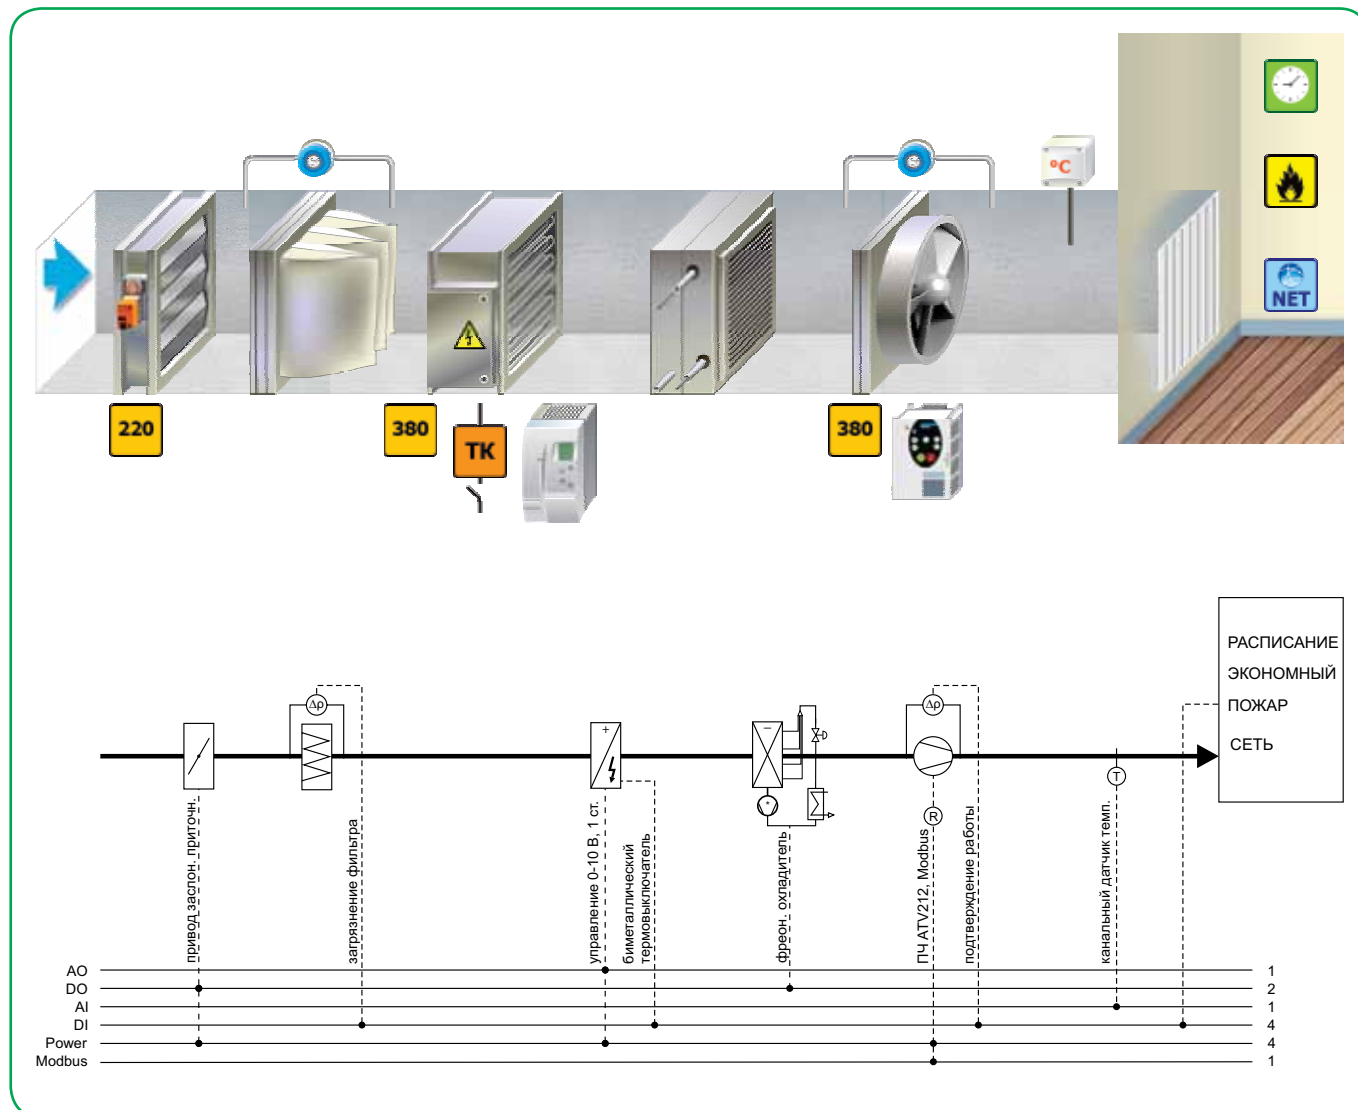 °C
NET
220
380
ТК
380
РАСПИСАНИЕ
ЭКОНОМНЫЙ
ПОЖАР
СЕТЬ
Δρ
+
–
Δρ
T
*
R
привод заслон. приточн.
загрязнение фильтра
управление 0-10 В, 1 ст.
биметаллический
термовыключатель
фреон. охладитель
ПЧ ATV212, Modbus
подтверждение работы
канальный датчик темп.
AO 1
DO 2
AI 1
DI 4
Power 4
Modbus 1